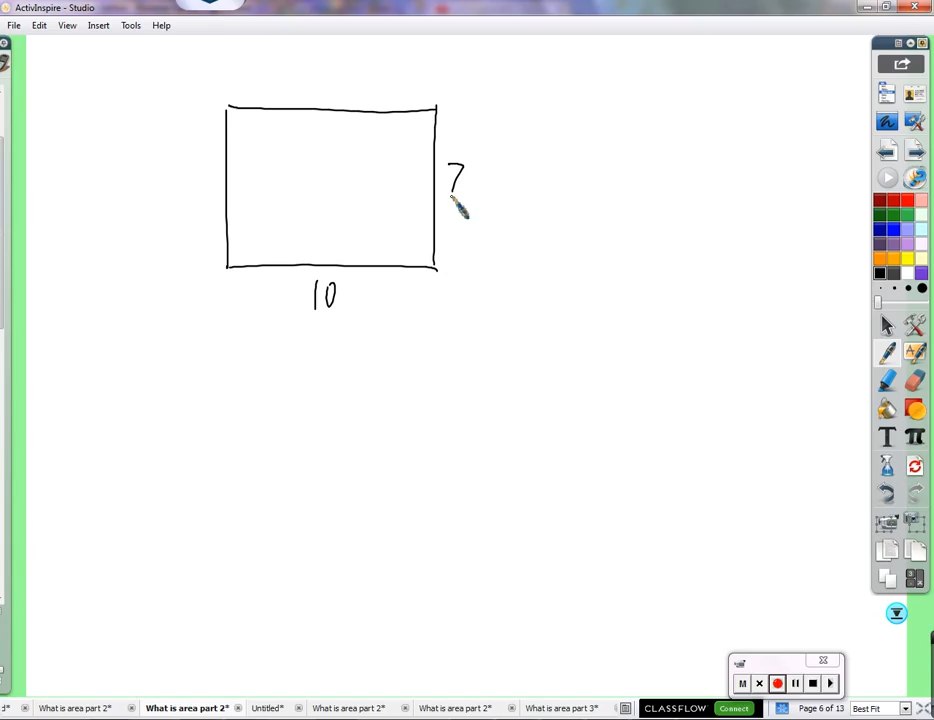 ActivInspire - Studio
File Edit View Insert Tools Help
7
10
M
d* What is area part 2* What is area part 2* Untitled* What is area part 2* What is area part 2* What is area part 3* CLASSFLOW Connect Page 6 of 13 Best Fit